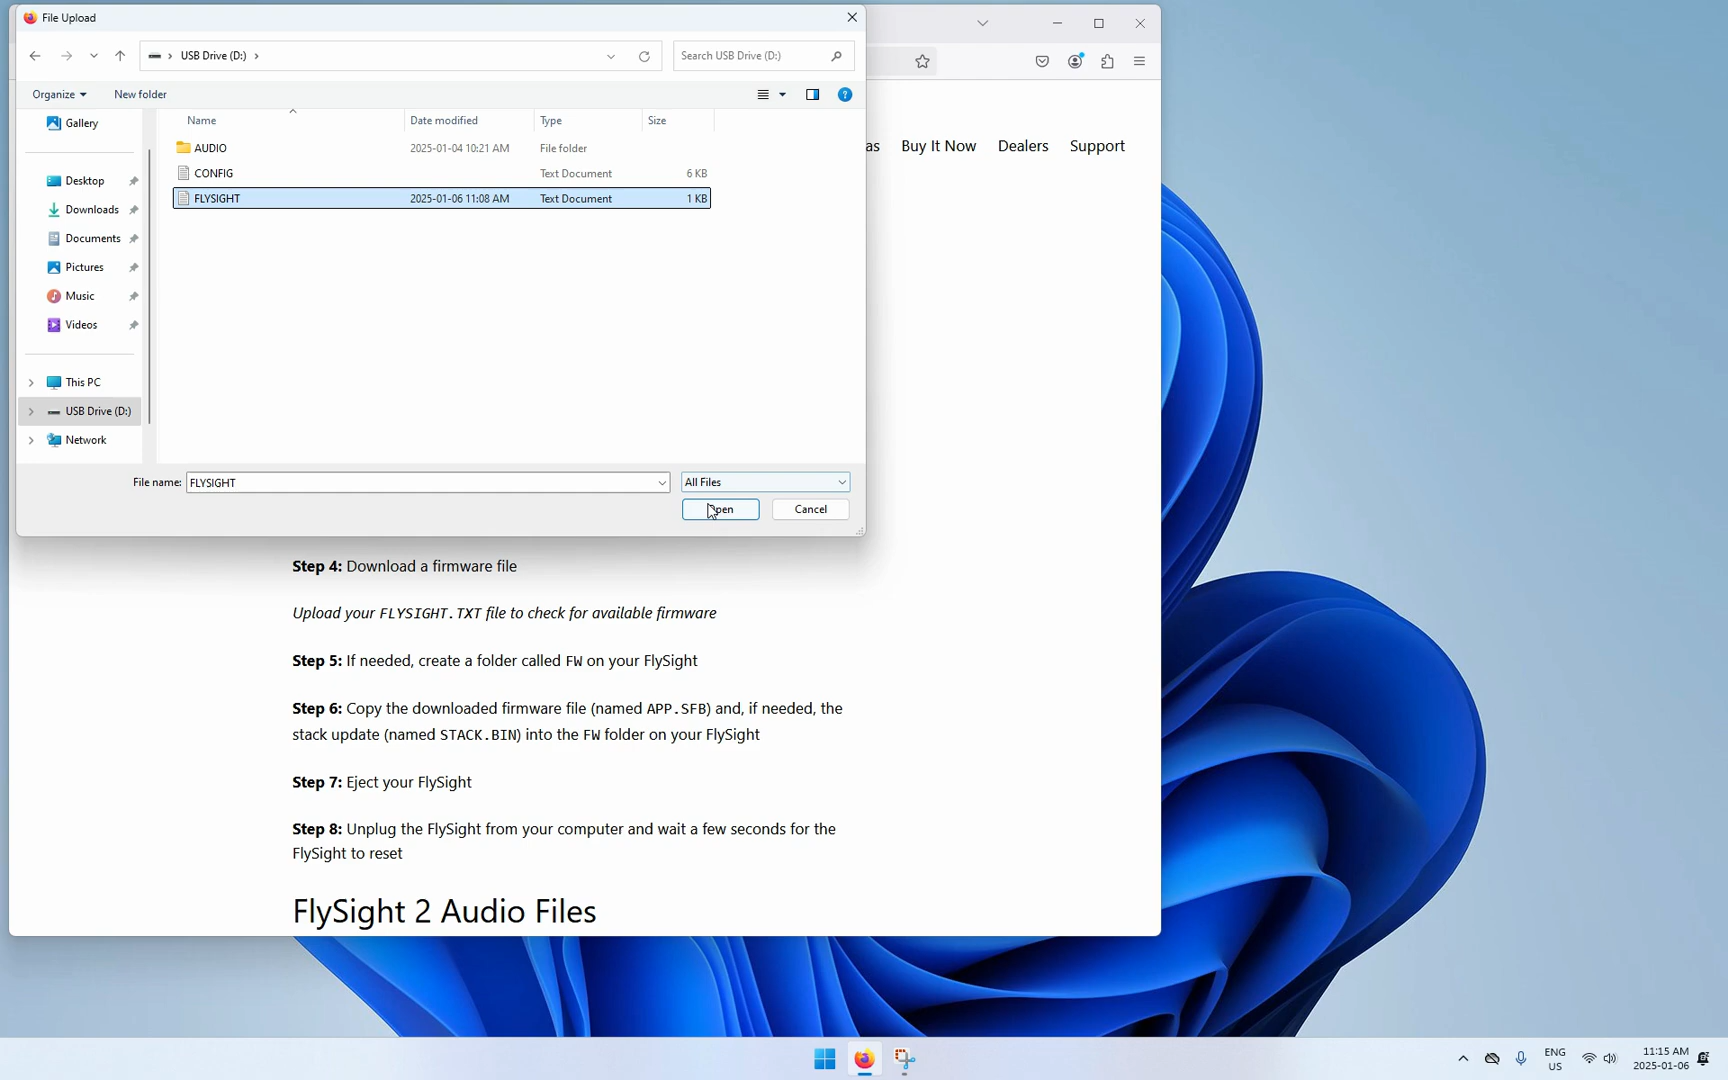 File Upload
USB Drive (D:)
Search USB Drive (D:)
Organize
New folder
Gallery
Desktop
Downloads
Documents
Pictures
Music
Videos
This PC
USB Drive (D:)
Network
Name Date modified Type Size
AUDIO 2025-01-04 10:21 AM File folder
CONFIG Text Document 6 KB
FLYSIGHT 2025-01-06 11:08 AM Text Document 1 KB
File name: FLYSIGHT
All Files
Cancel
Buy It Now
Dealers
Support
Step 4: Download a firmware file
Upload your FLYSIGHT.TXT file to check for available firmware
Step 5: If needed, create a folder called FW on your FlySight
Step 6: Copy the downloaded firmware file (named APP.SFB) and, if needed, the
stack update (named STACK.BIN) into the FW folder on your FlySight
Step 7: Eject your FlySight
Step 8: Unplug the FlySight from your computer and wait a few seconds for the
FlySight to reset
FlySight 2 Audio Files
ENG
US
11:15 AM
2025-01-06